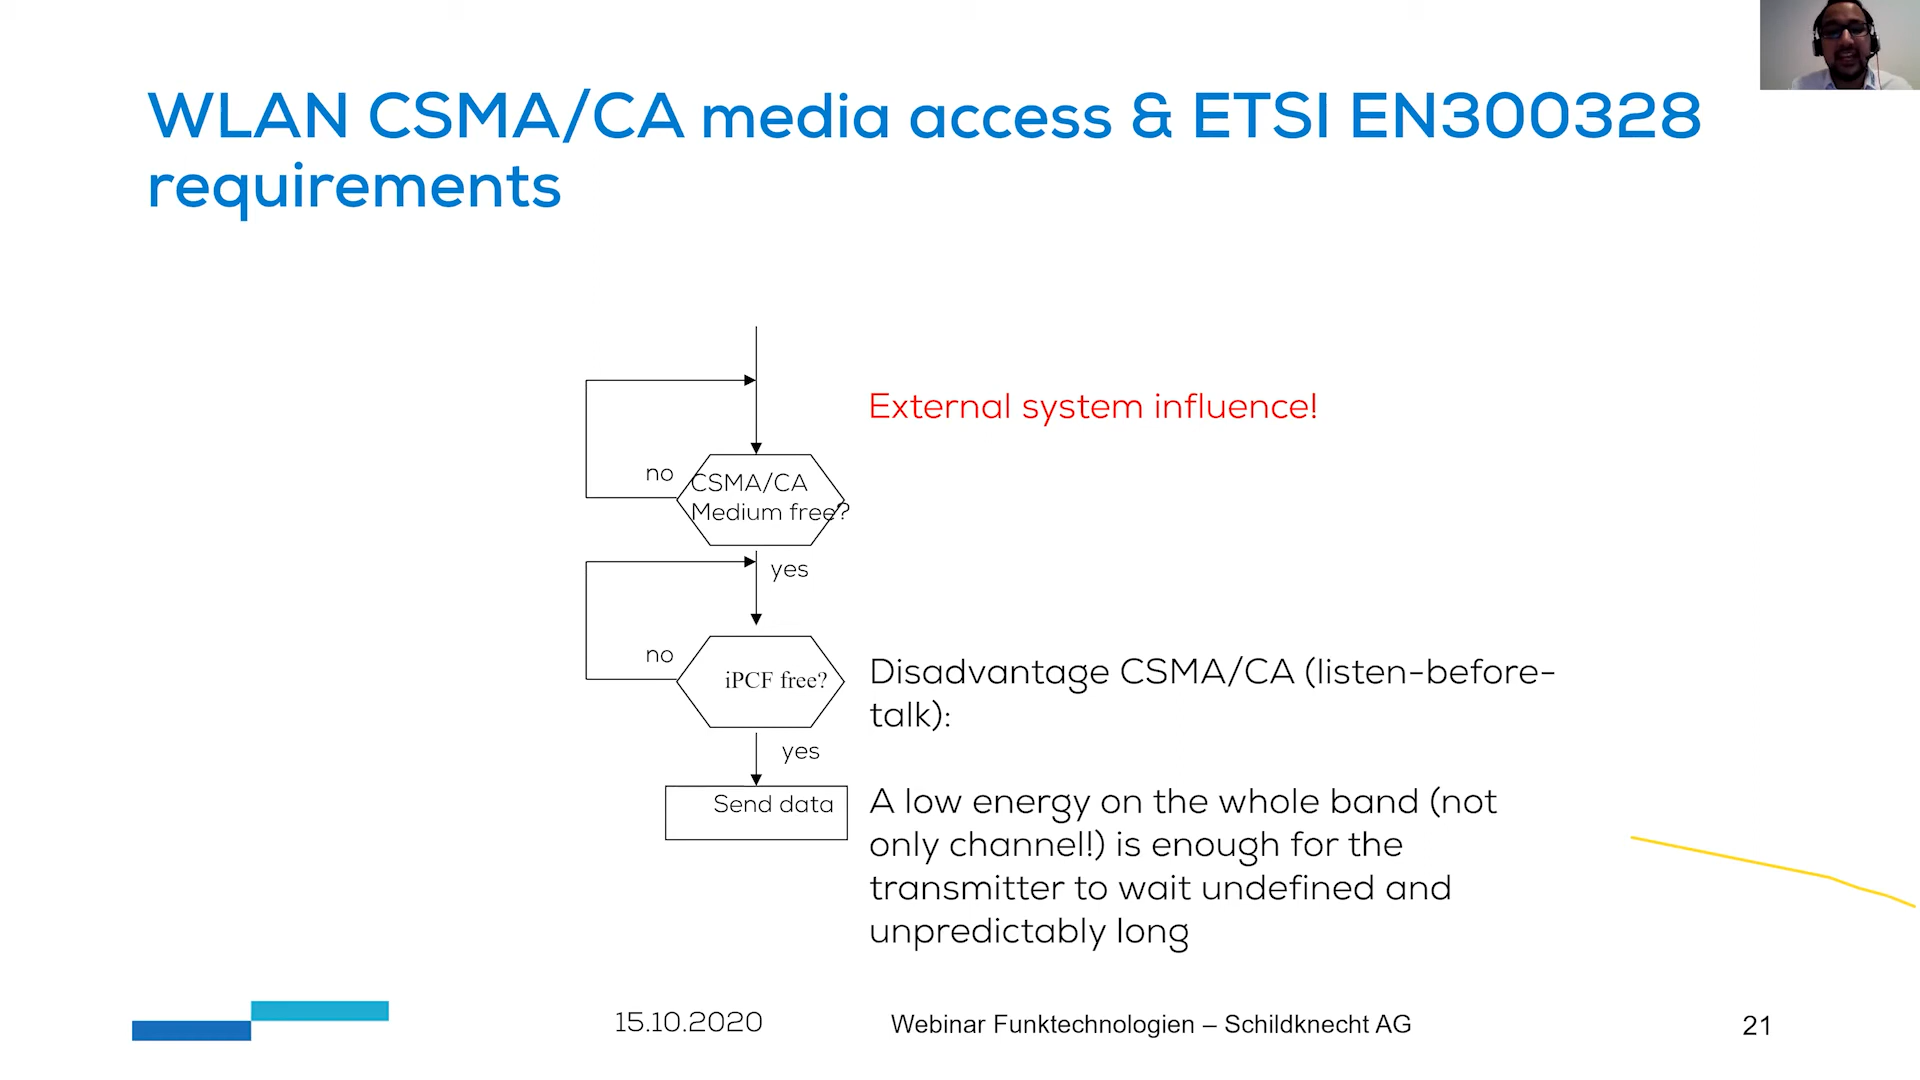 WLAN CSMA/CA media access & ETSI EN300328
requirements
External system influence!
no
CSMA/CA
Medium free?
yes
no
iPCF free?
yes
Send data
Disadvantage CSMA/CA (listen-before-
talk):
A low energy on the whole band (not
only channel!) is enough for the
transmitter to wait undefined and
unpredictably long
15.10.2020
Webinar Funktechnologien – Schildknecht AG
21